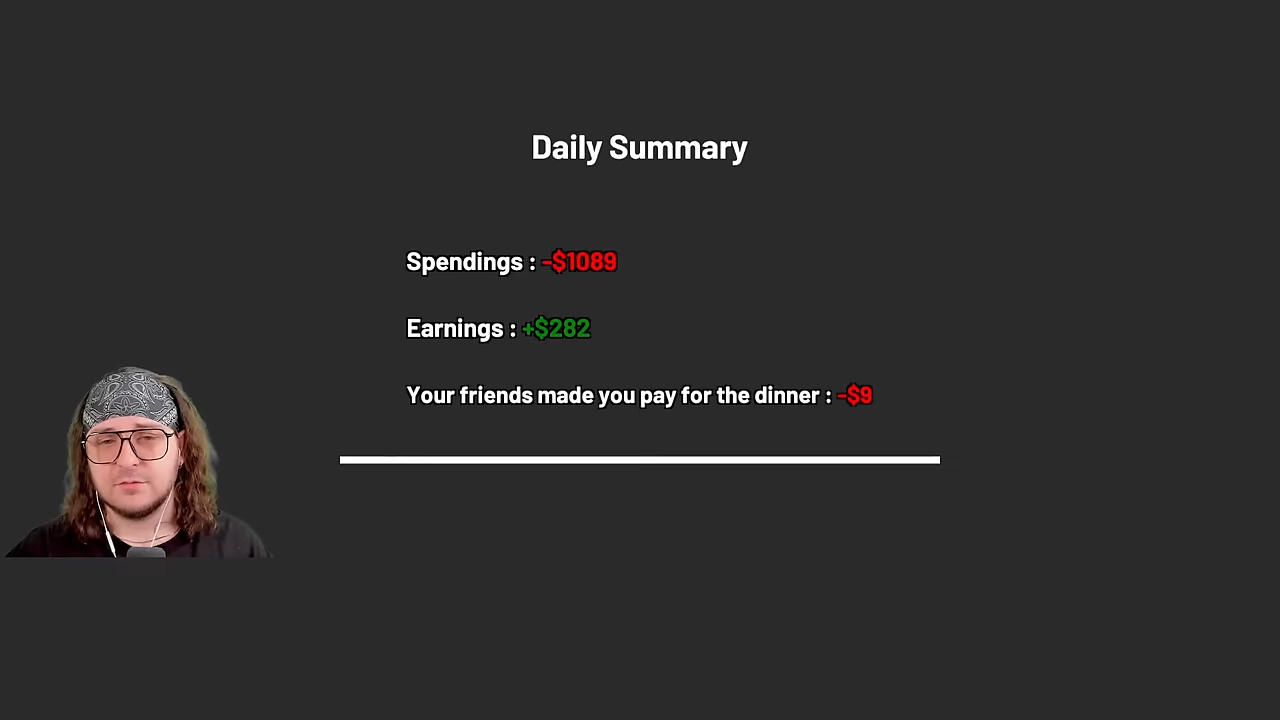 Daily Summary
Spendings : -$1089
Earnings : +$282
Your friends made you pay for the dinner : -$9